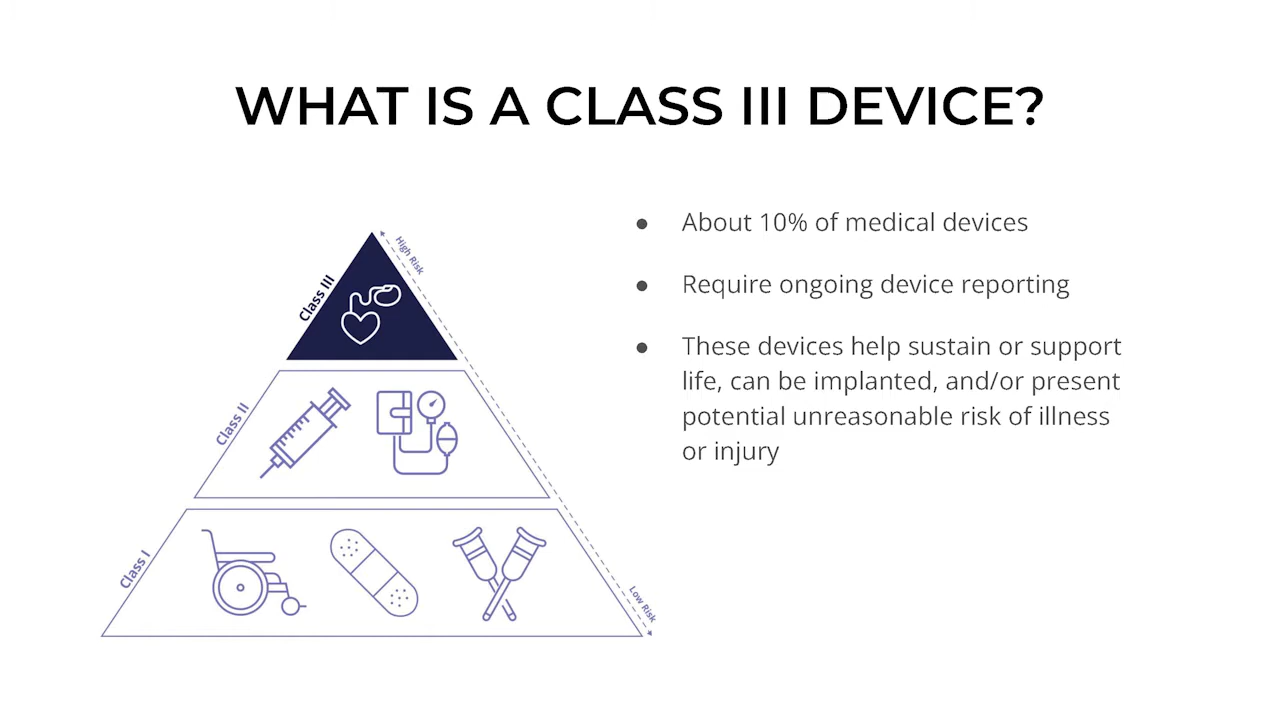 WHAT IS A CLASS III DEVICE?
High Risk
Class III
Class II
Class I
Low Risk
● About 10% of medical devices
● Require ongoing device reporting
● These devices help sustain or support
life, can be implanted, and/or present
potential unreasonable risk of illness
or injury